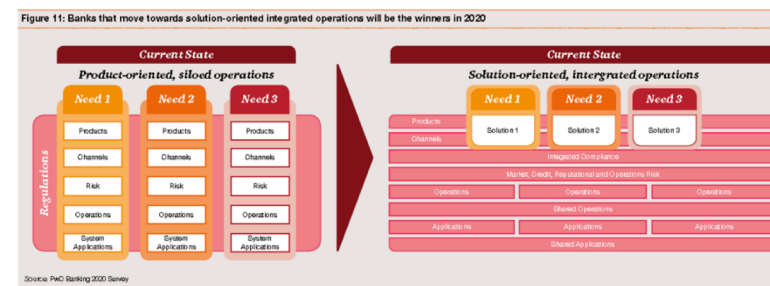 Figure 11: Banks that move towards solution-oriented integrated operations will be the winners in 2020
Current State
Product-oriented, siloed operations
Need 1
Need 2
Need 3
Regulations
Products
Products
Products
Channels
Channels
Channels
Risk
Risk
Risk
Operations
Operations
Operations
System
Applications
System
Applications
System
Applications
Current State
Solution-oriented, intergrated operations
Need 1
Need 2
Need 3
Products
Solution 1
Solution 2
Solution 3
Channels
Integrated Compliance
Market, Credit, Reputational and Operations Risk
Operations
Operations
Operations
Shared Operations
Applications
Applications
Applications
Shared Applications
Source: PwC Banking 2020 Survey